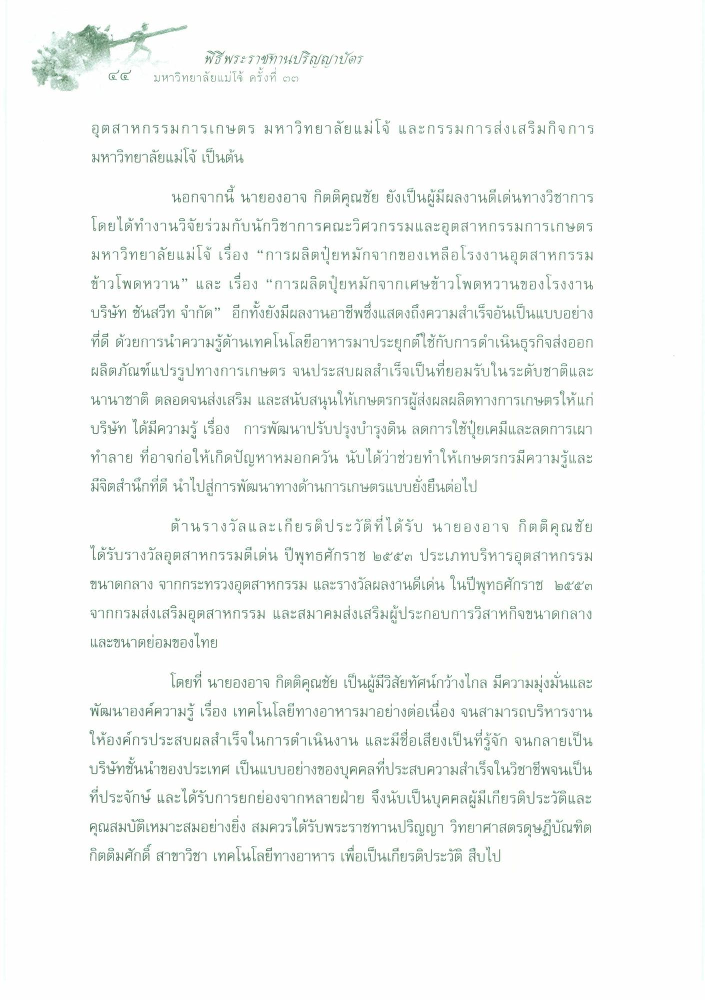 พิธีพระราชทานปริญญาบัตร
๔๔ มหาวิทยาลัยแม่โจ้ ครั้งที่ ๓๓
อุตสาหกรรมการเกษตร มหาวิทยาลัยแม่โจ้ และกรรมการส่งเสริมกิจการ
มหาวิทยาลัยแม่โจ้ เป็นต้น
นอกจากนี้ นายองอาจ กิตติคุณชัย ยังเป็นผู้มีผลงานดีเด่นทางวิชาการ
โดยได้ทำงานวิจัยร่วมกับนักวิชาการคณะวิศวกรรมและอุตสาหกรรมการเกษตร
มหาวิทยาลัยแม่โจ้ เรื่อง “การผลิตปุ๋ยหมักจากของเหลือโรงงานอุตสาหกรรม
ข้าวโพดหวาน” และ เรื่อง “การผลิตปุ๋ยหมักจากเศษข้าวโพดหวานของโรงงาน
บริษัท ซันสวีท จำกัด” อีกทั้งยังมีผลงานอาชีพซึ่งแสดงถึงความสำเร็จอันเป็นแบบอย่าง
ที่ดี ด้วยการนำความรู้ด้านเทคโนโลยีอาหารมาประยุกต์ใช้กับการดำเนินธุรกิจส่งออก
ผลิตภัณฑ์แปรรูปทางการเกษตร จนประสบผลสำเร็จเป็นที่ยอมรับในระดับชาติและ
นานาชาติ ตลอดจนส่งเสริม และสนับสนุนให้เกษตรกรผู้ส่งผลผลิตทางการเกษตรให้แก่
บริษัท ได้มีความรู้ เรื่อง การพัฒนาปรับปรุงบำรุงดิน ลดการใช้ปุ๋ยเคมีและลดการเผา
ทำลาย ที่อาจก่อให้เกิดปัญหาหมอกควัน นับได้ว่าช่วยทำให้เกษตรกรมีความรู้และ
มีจิตสำนึกที่ดี นำไปสู่การพัฒนาทางด้านการเกษตรแบบยั่งยืนต่อไป
ด้านรางวัลและเกียรติประวัติที่ได้รับ นายองอาจ กิตติคุณชัย
ได้รับรางวัลอุตสาหกรรมดีเด่น ปีพุทธศักราช ๒๕๕๓ ประเภทบริหารอุตสาหกรรม
ขนาดกลาง จากกระทรวงอุตสาหกรรม และรางวัลผลงานดีเด่น ในปีพุทธศักราช ๒๕๕๓
จากกรมส่งเสริมอุตสาหกรรม และสมาคมส่งเสริมผู้ประกอบการวิสาหกิจขนาดกลาง
และขนาดย่อมของไทย
โดยที่ นายองอาจ กิตติคุณชัย เป็นผู้มีวิสัยทัศน์กว้างไกล มีความมุ่งมั่นและ
พัฒนาองค์ความรู้ เรื่อง เทคโนโลยีทางอาหารมาอย่างต่อเนื่อง จนสามารถบริหารงาน
ให้องค์กรประสบผลสำเร็จในการดำเนินงาน และมีชื่อเสียงเป็นที่รู้จัก จนกลายเป็น
บริษัทชั้นนำของประเทศ เป็นแบบอย่างของบุคคลที่ประสบความสำเร็จในวิชาชีพจนเป็น
ที่ประจักษ์ และได้รับการยกย่องจากหลายฝ่าย จึงนับเป็นบุคคลผู้มีเกียรติประวัติและ
คุณสมบัติเหมาะสมอย่างยิ่ง สมควรได้รับพระราชทานปริญญา วิทยาศาสตรดุษฎีบัณฑิต
กิตติมศักดิ์ สาขาวิชา เทคโนโลยีทางอาหาร เพื่อเป็นเกียรติประวัติ สืบไป